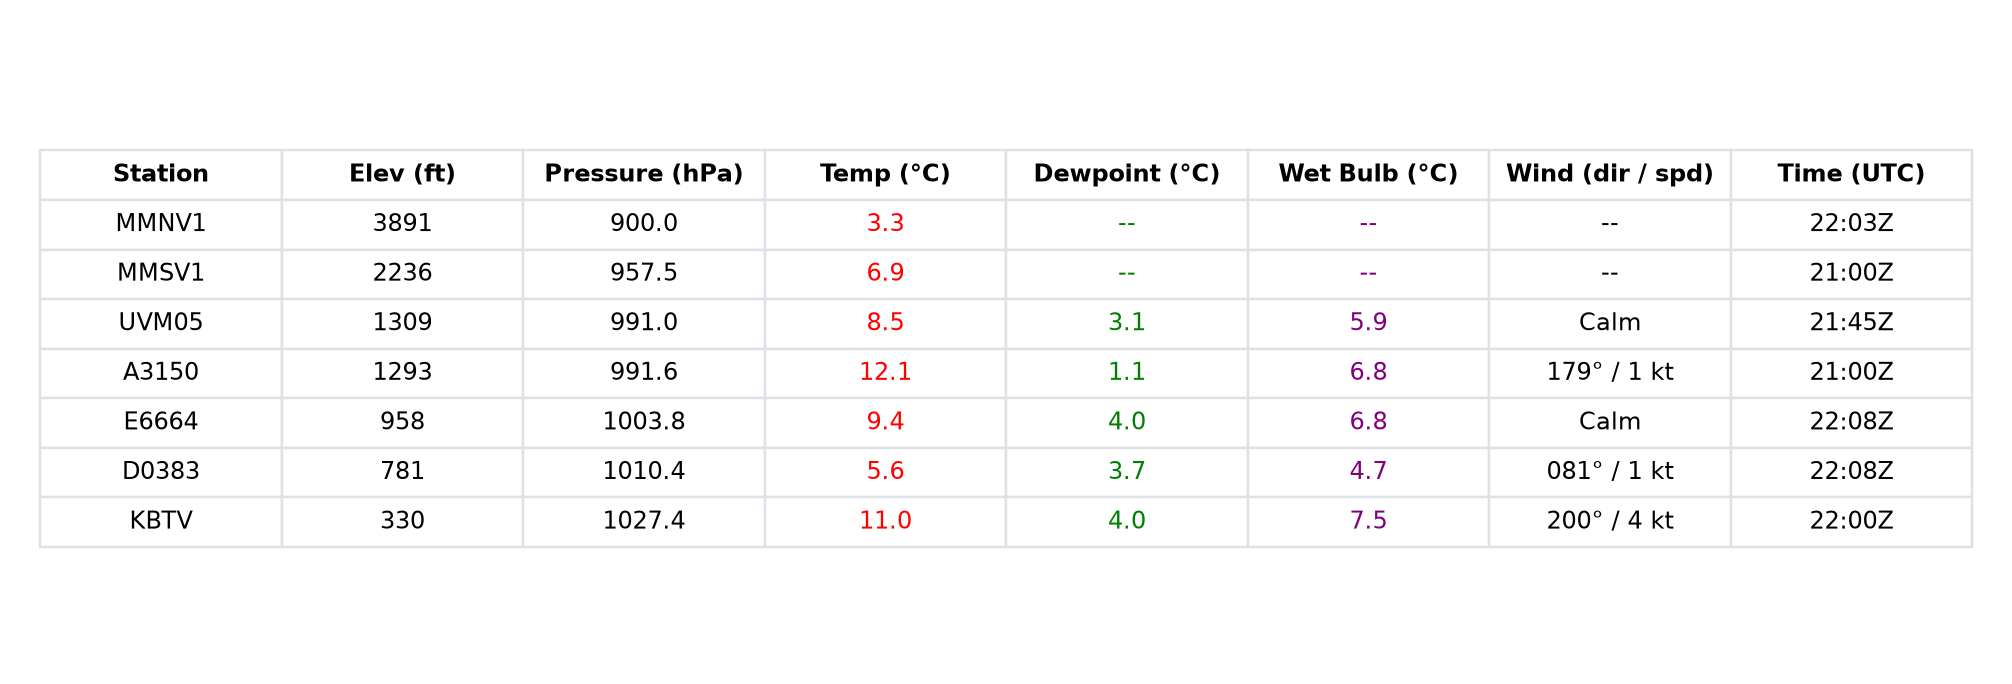 Station Elev (ft) Pressure (hPa) Temp (°C) Dewpoint (°C) Wet Bulb (°C) Wind (dir / spd) Time (UTC)
MMNV1 3891 900.0 3.3 -- -- -- 22:03Z
MMSV1 2236 957.5 6.9 -- -- -- 21:00Z
UVM05 1309 991.0 8.5 3.1 5.9 Calm 21:45Z
A3150 1293 991.6 12.1 1.1 6.8 179° / 1 kt 21:00Z
E6664 958 1003.8 9.4 4.0 6.8 Calm 22:08Z
D0383 781 1010.4 5.6 3.7 4.7 081° / 1 kt 22:08Z
KBTV 330 1027.4 11.0 4.0 7.5 200° / 4 kt 22:00Z